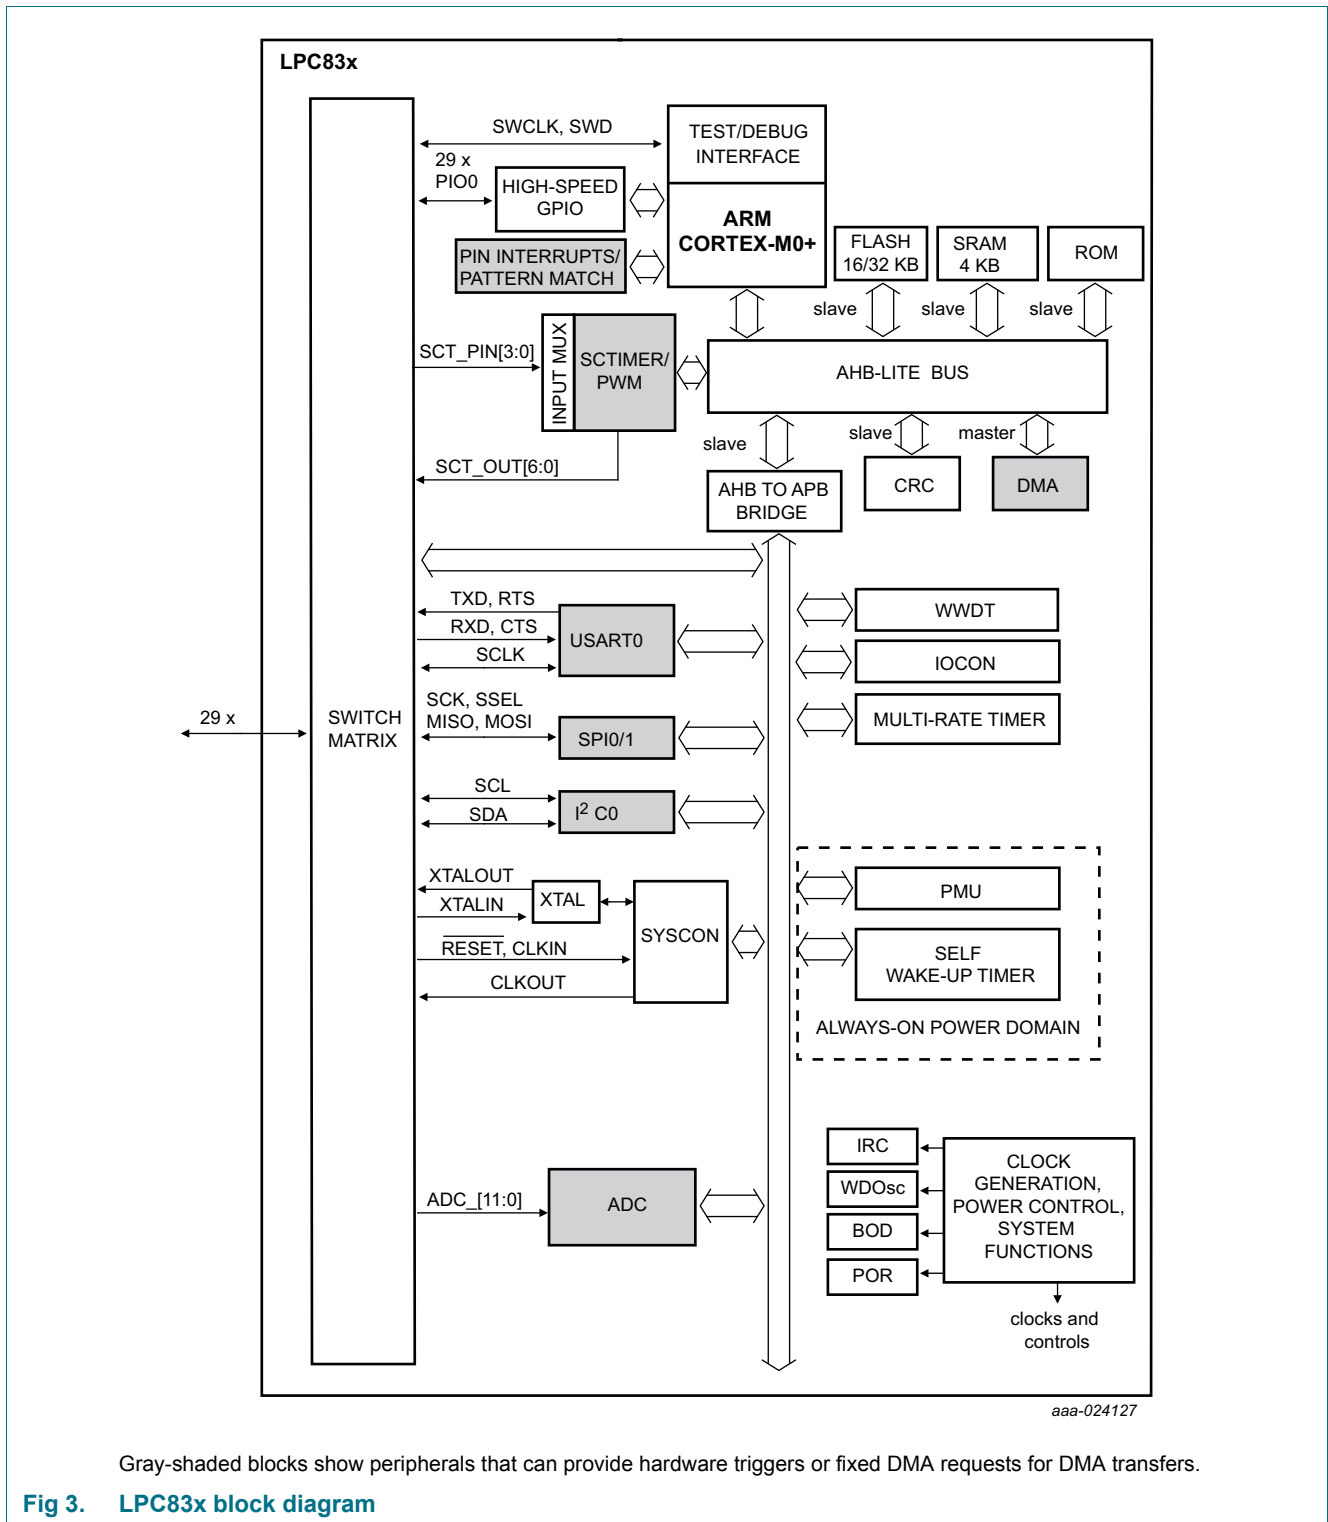 LPC83x
SWCLK, SWD
TEST/DEBUG
INTERFACE
29 x
PIO0
HIGH-SPEED
GPIO
ARM
CORTEX-M0+
PIN INTERRUPTS/
PATTERN MATCH
FLASH
16/32 KB
SRAM
4 KB
ROM
slave
slave
slave
SCT_PIN[3:0]
INPUT MUX
SCTIMER/
PWM
AHB-LITE BUS
slave
slave
master
SCT_OUT[6:0]
AHB TO APB
BRIDGE
CRC
DMA
TXD, RTS
RXD, CTS
SCLK
USART0
WWDT
IOCON
SCK, SSEL
MISO, MOSI
SPI0/1
MULTI-RATE TIMER
29 x
SWITCH
MATRIX
SCL
SDA
I2 C0
XTALOUT
XTALIN
XTAL
RESET, CLKIN
CLKOUT
SYSCON
PMU
SELF
WAKE-UP TIMER
ALWAYS-ON POWER DOMAIN
ADC_[11:0]
ADC
IRC
WDOsc
BOD
POR
CLOCK
GENERATION,
POWER CONTROL,
SYSTEM
FUNCTIONS
clocks and
controls
aaa-024127
Gray-shaded blocks show peripherals that can provide hardware triggers or fixed DMA requests for DMA transfers.
Fig 3. LPC83x block diagram